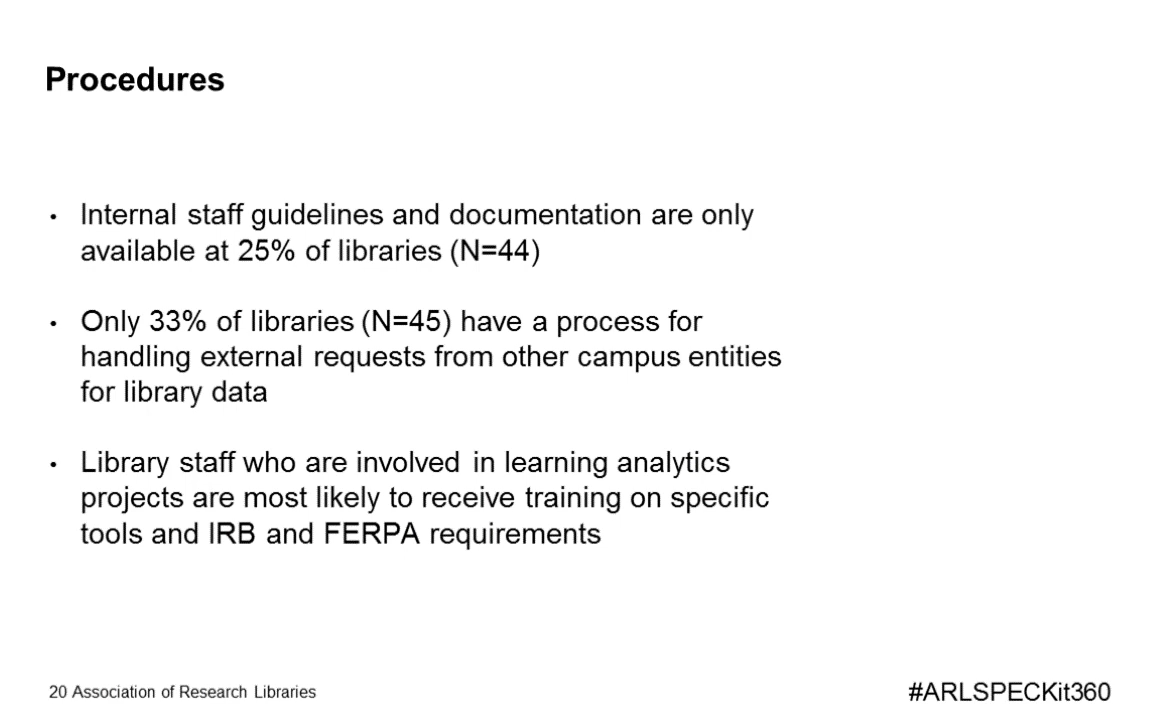 Procedures
• Internal staff guidelines and documentation are only
available at 25% of libraries (N=44)
• Only 33% of libraries (N=45) have a process for
handling external requests from other campus entities
for library data
• Library staff who are involved in learning analytics
projects are most likely to receive training on specific
tools and IRB and FERPA requirements
20 Association of Research Libraries
#ARLSPECKit360